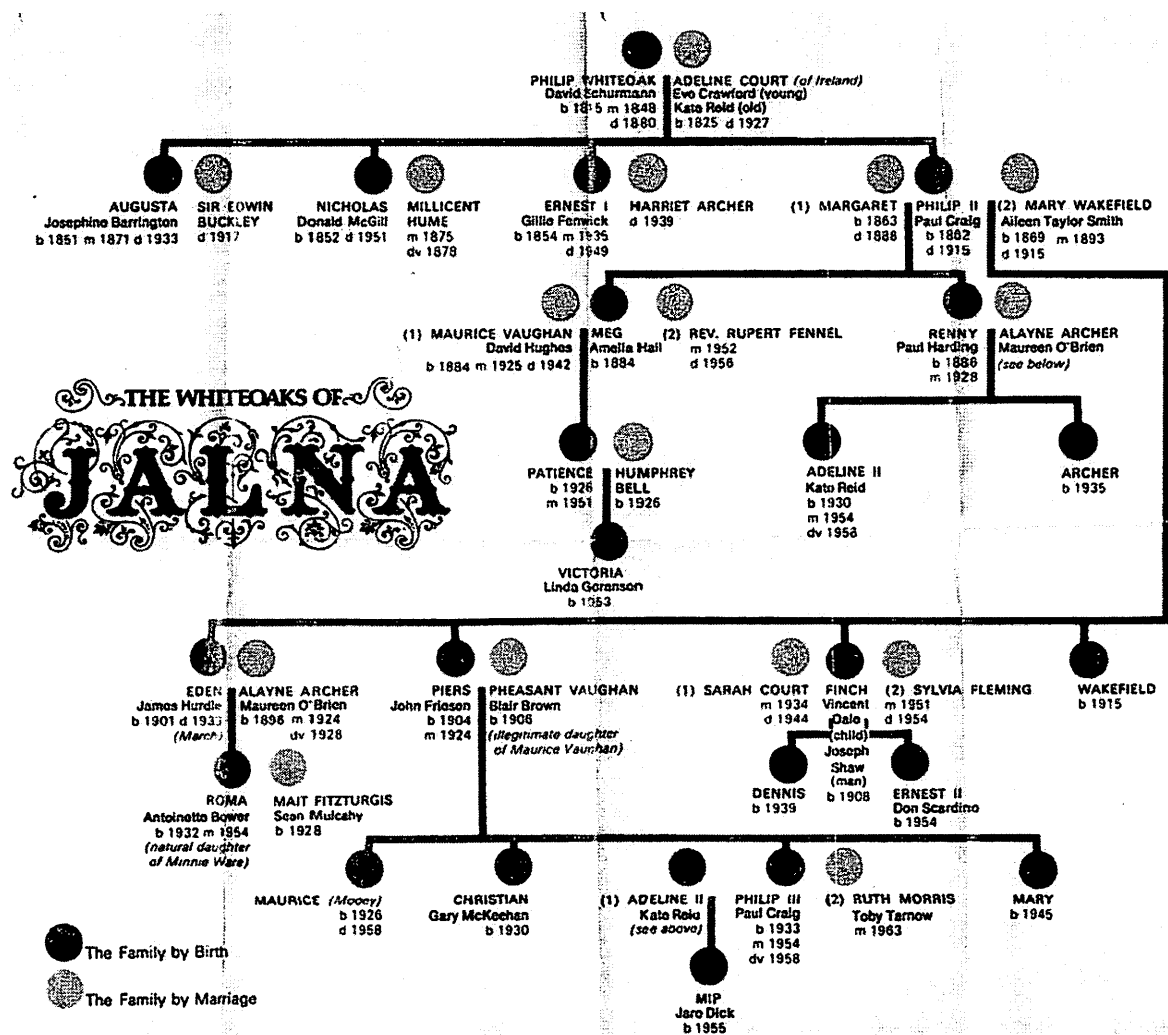 PHILIP WHITEOAK
David Schurmann
b 1815 m 1848
d 1880
ADELINE COURT (of Ireland)
Eve Crawford (young)
Kate Reid (old)
b 1825 d 1927
AUGUSTA
Josephine Barrington
b 1851 m 1871 d 1933
SIR EDWIN
BUCKLEY
d 1917
NICHOLAS
Donald McGill
b 1852 d 1951
MILLICENT
HUME
m 1875
dv 1878
ERNEST I
Gillie Fenwick
b 1854 m 1935
d 1949
HARRIET ARCHER
d 1939
(1) MARGARET
b 1863
d 1888
PHILIP II
Paul Craig
b 1862
d 1915
(2) MARY WAKEFIELD
Aileen Taylor Smith
b 1869 m 1893
d 1915
(1) MAURICE VAUGHAN
David Hughes
b 1884 m 1925 d 1942
MEG
Amelia Hall
b 1884
(2) REV. RUPERT FENNEL
m 1952
d 1956
RENNY
Paul Harding
b 1886
m 1928
ALAYNE ARCHER
Maureen O'Brien
(see below)
THE WHITEOAKS OF
JALNA
PATIENCE
b 1926
m 1951
HUMPHREY
BELL
b 1926
ADELINE II
Kate Reid
b 1930
m 1954
dv 1958
ARCHER
b 1935
VICTORIA
Linda Goranson
b 1953
EDEN
James Hurdle
b 1901 d 1933
(March)
ALAYNE ARCHER
Maureen O'Brien
b 1896 m 1924
dv 1928
PIERS
John Friesen
b 1904
m 1924
PHEASANT VAUGHAN
Blair Brown
b 1906
(illegitimate daughter
of Maurice Vaughan)
(1) SARAH COURT
m 1934
d 1944
FINCH
Vincent
Dale
(child)
Joseph
Shaw
(man)
b 1908
(2) SYLVIA FLEMING
m 1951
d 1954
WAKEFIELD
b 1915
ROMA
Antoinette Bower
b 1932 m 1954
(natural daughter
of Minnie Ware)
MAIT FITZTURGIS
Sean Mulcahy
b 1928
DENNIS
b 1939
ERNEST II
Don Scardino
b 1954
MAURICE (Mooey)
b 1926
d 1958
CHRISTIAN
Gary McKeehan
b 1930
(1) ADELINE II
Kate Reid
(see above)
PHILIP III
Paul Craig
b 1933
m 1954
dv 1958
(2) RUTH MORRIS
Toby Tarnow
m 1963
MARY
b 1945
MIP
Jaro Dick
b 1955
The Family by Birth
The Family by Marriage